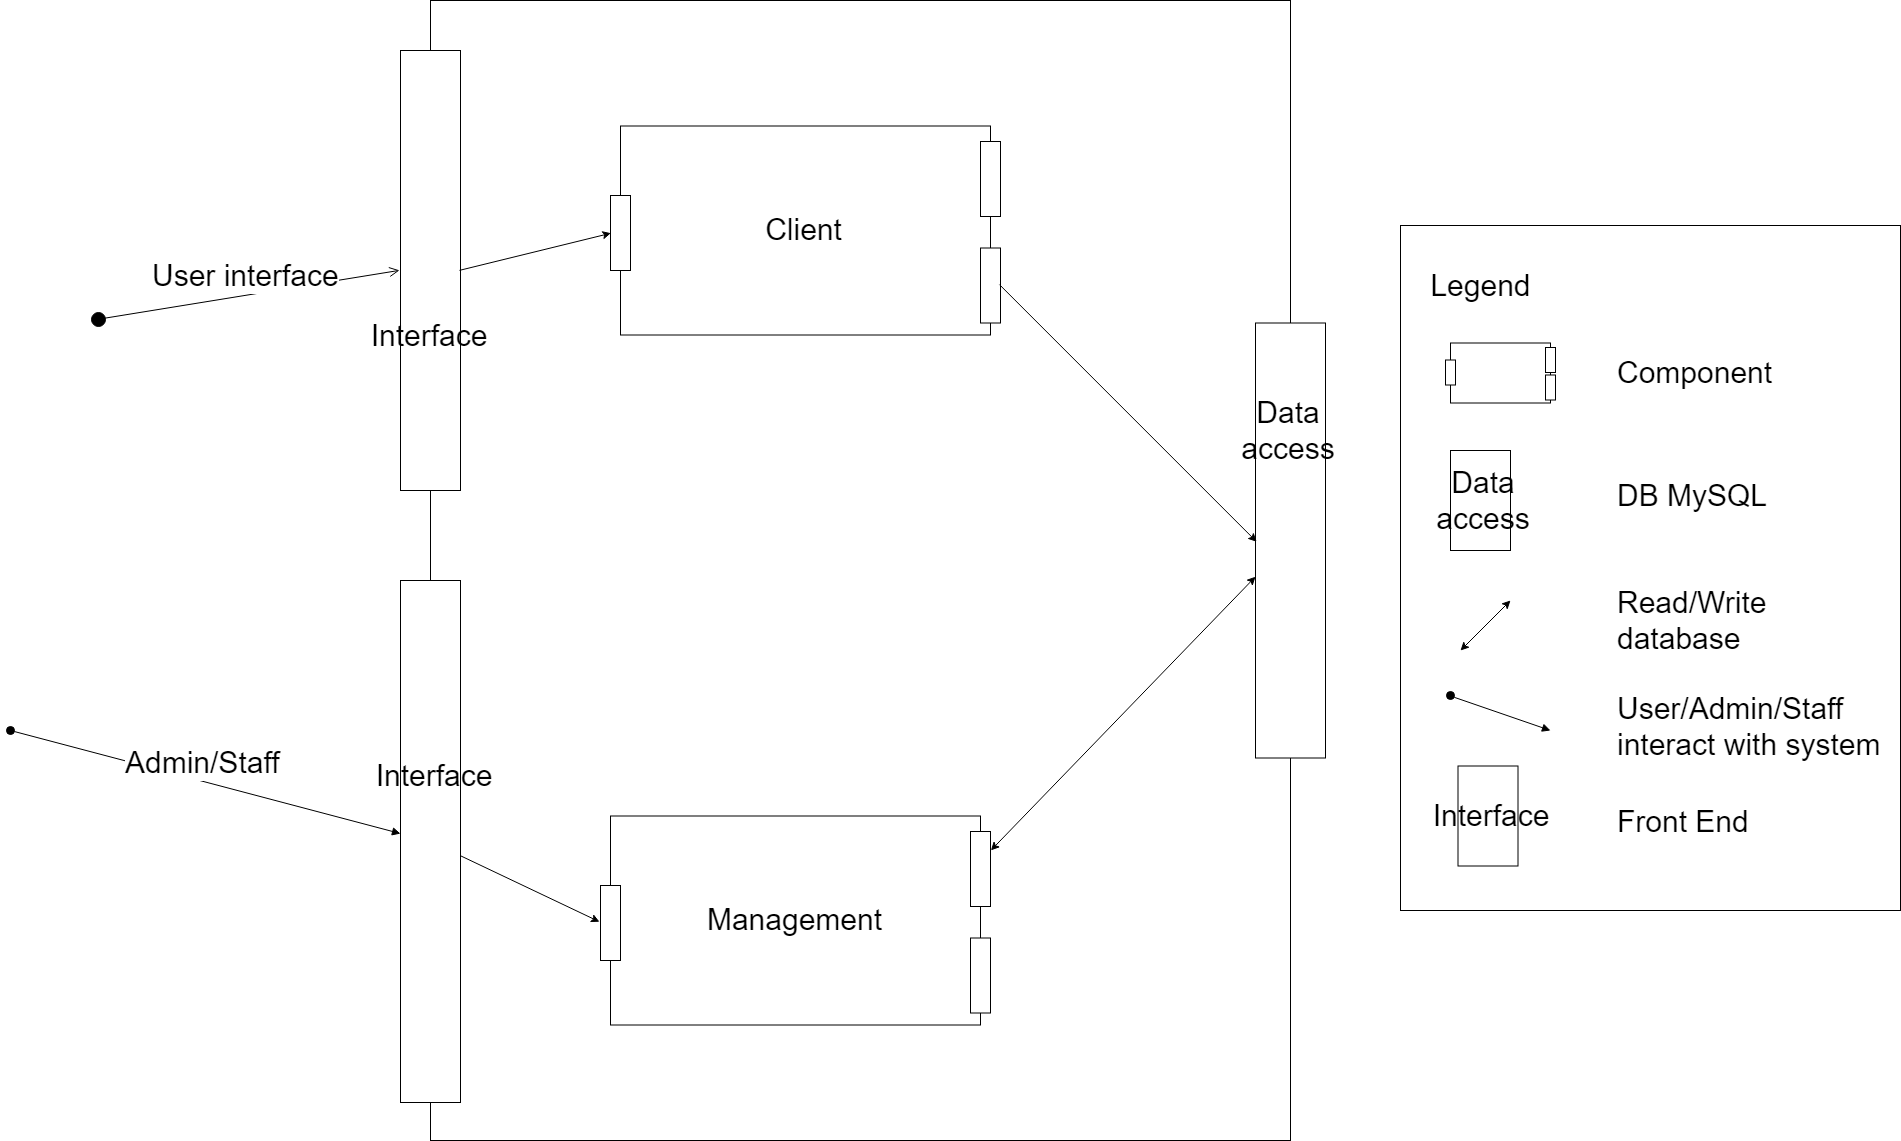 Client
User interface
Interface
Data
access
Admin/Staff
Interface
Management
Legend
Component
Data
access
DB MySQL
Read/Write
database
User/Admin/Staff
interact with system
Interface
Front End